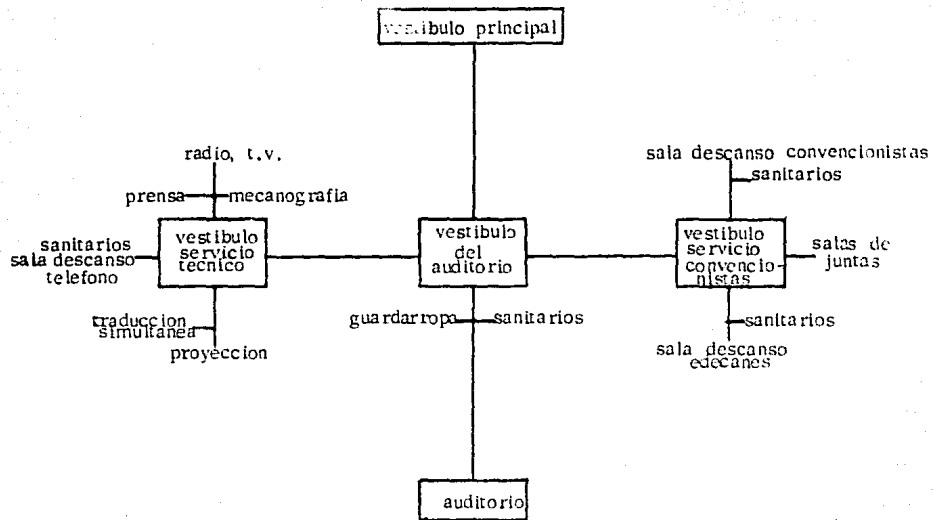 vestibulo principal
radio, t.v.
prensa
mecanografia
vestibulo
servicio
tecnico
sanitarios
sala descanso
telefono
traduccion
simultanea
proyeccion
vestibulo
del
auditorio
guardarropa
sanitarios
sala descanso convencionistas
sanitarios
vestibulo
servicio
convencio-
nistas
salas de
juntas
sanitarios
sala descanso
edecanes
auditorio